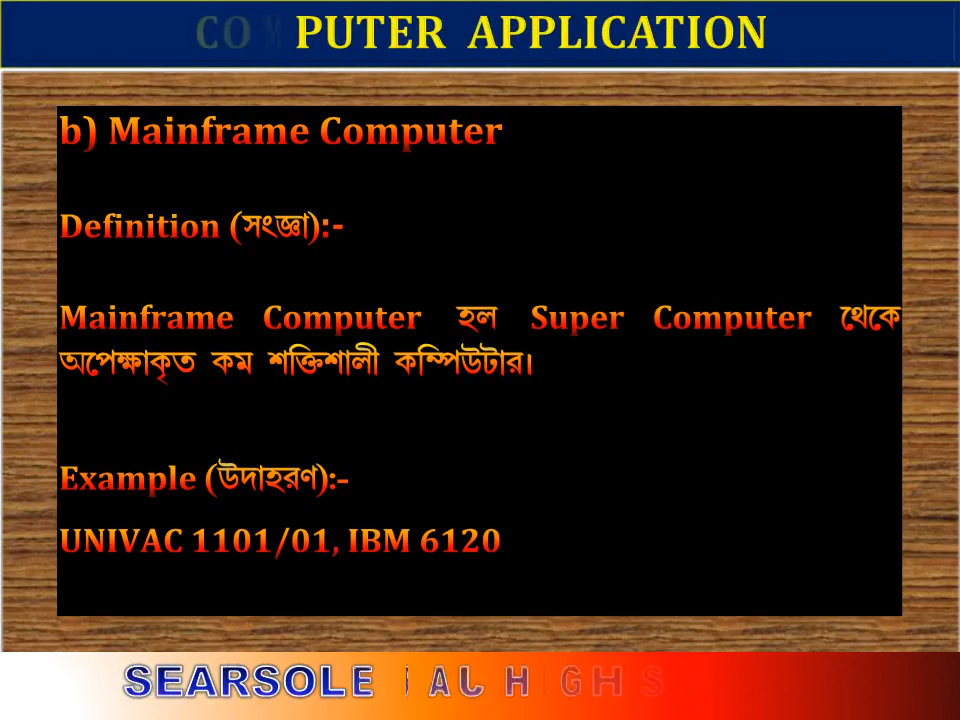 COMPUTER APPLICATION
b) Mainframe Computer
Definition (সংজ্ঞা):-
Mainframe Computer হল Super Computer থেকে
অপেক্ষাকৃত কম শক্তিশালী কম্পিউটার।
Example (উদাহরণ):-
UNIVAC 1101/01, IBM 6120
SEARSOLE